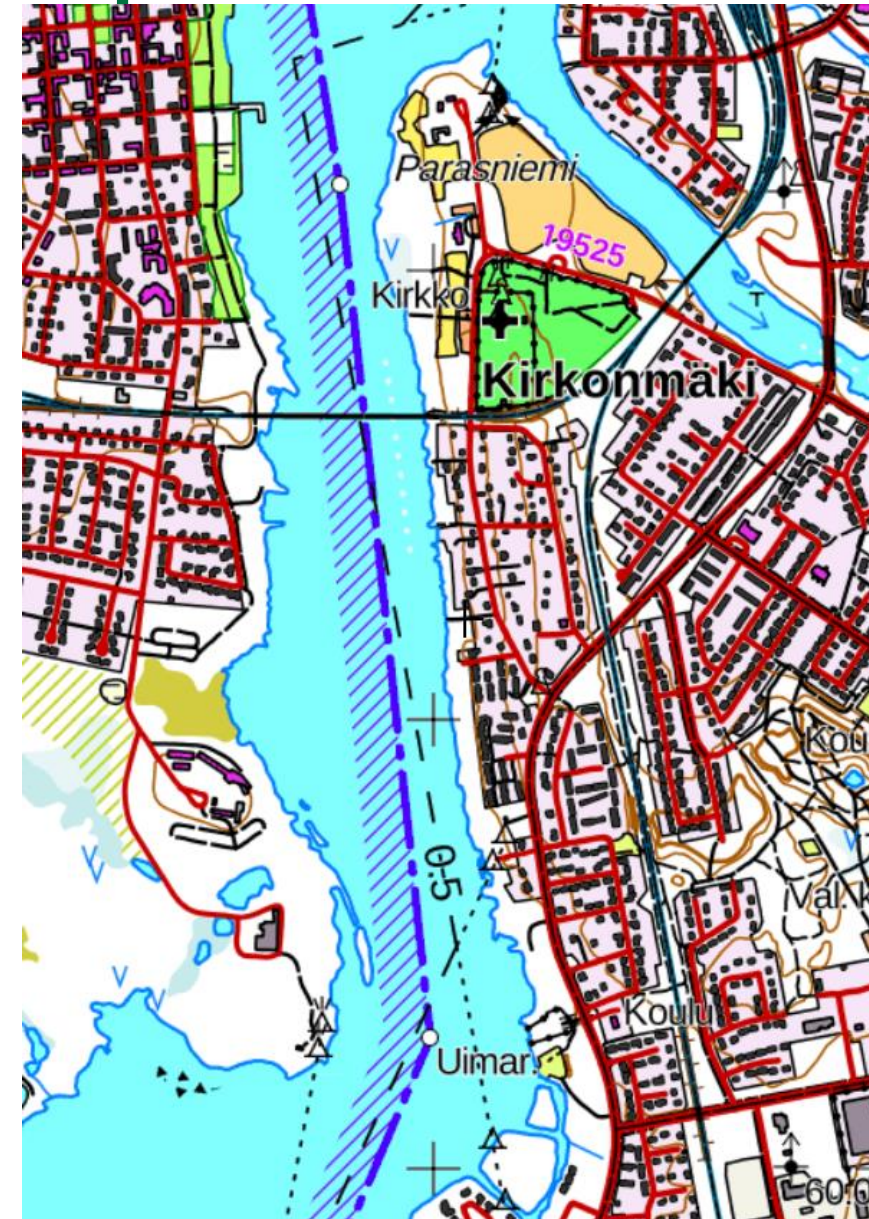 Parasniemi
19525
Kirkko
Kirkonmäki
Kou
0.5
Val. k
Koulu
Uimar.
60.0